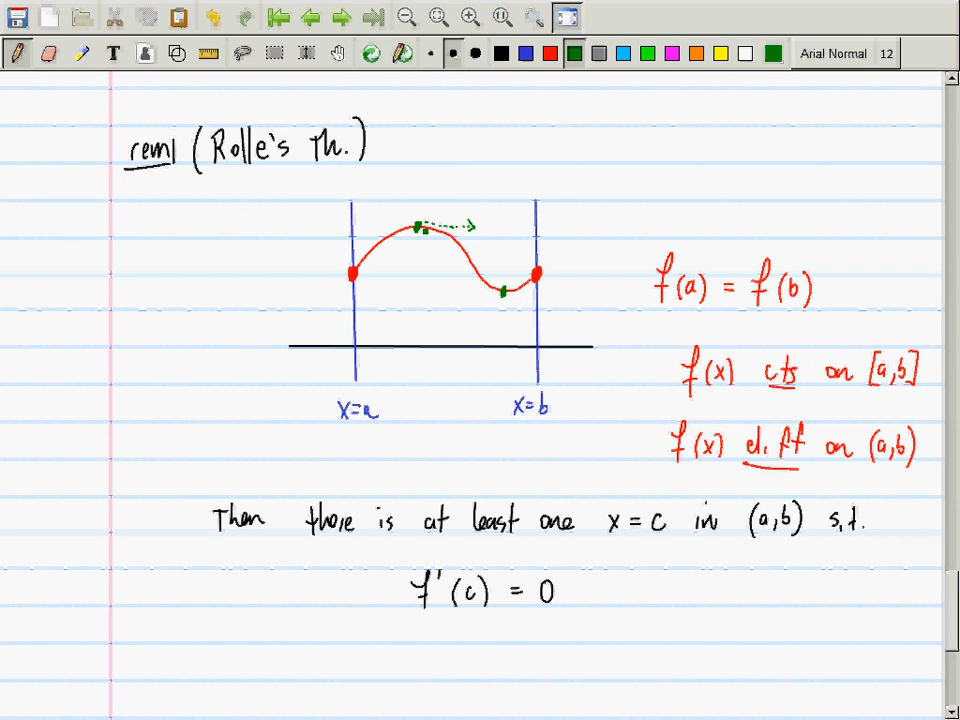 Arial Normal 12
rem (Rolle's Th.)
f(a) = f(b)
f(x) cts on [a,b]
x=a
x=b
f(x) diff on (a,b)
Then there is at least one x = c in (a,b) s.t.
f'(c) = 0